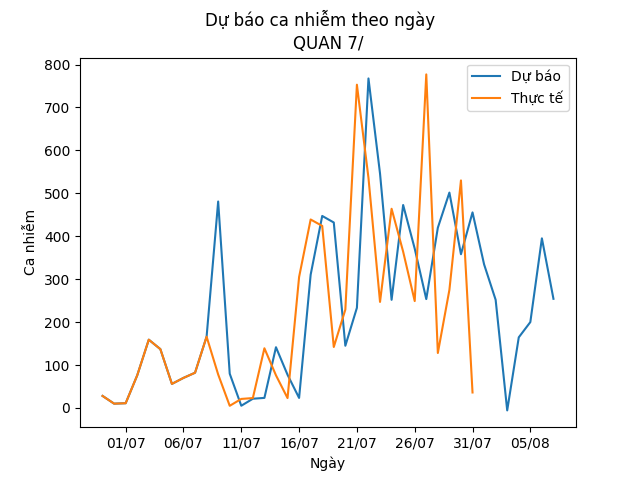 Dự báo ca nhiễm theo ngày
QUAN 7/
800
700
600
500
400
300
200
100
0
Ca nhiễm
Dự báo
Thực tế
01/07 06/07 11/07 16/07 21/07 26/07 31/07 05/08
Ngày